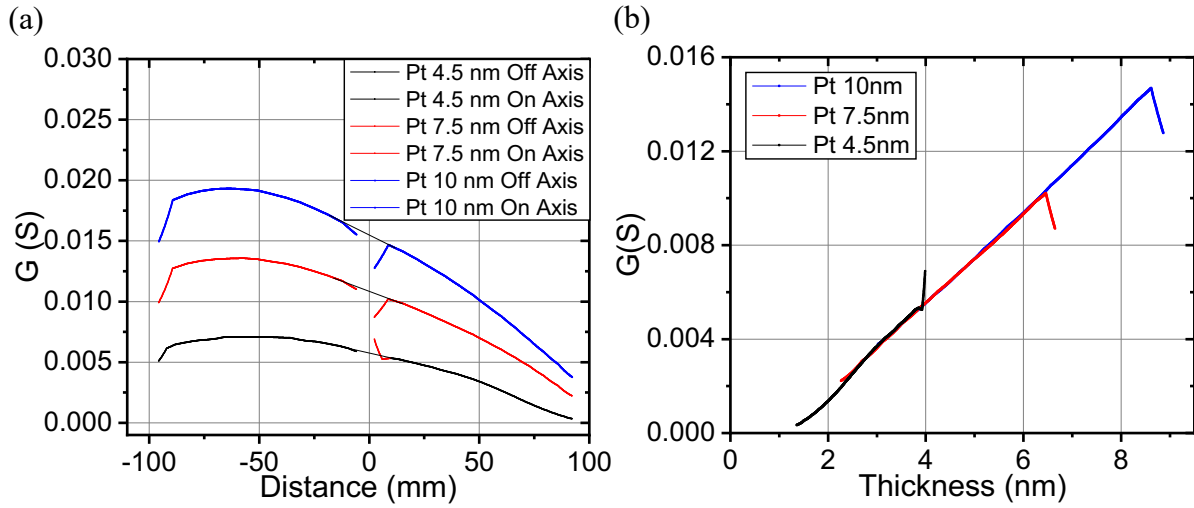 (a)
G (S)
0.030
0.025
0.020
0.015
0.010
0.005
0.000
-100
-50
0
50
100
Distance (mm)
Pt 4.5 nm Off Axis
Pt 4.5 nm On Axis
Pt 7.5 nm Off Axis
Pt 7.5 nm On Axis
Pt 10 nm Off Axis
Pt 10 nm On Axis
(b)
G(S)
0.016
0.012
0.008
0.004
0.000
0
2
4
6
8
Thickness (nm)
Pt 10nm
Pt 7.5nm
Pt 4.5nm